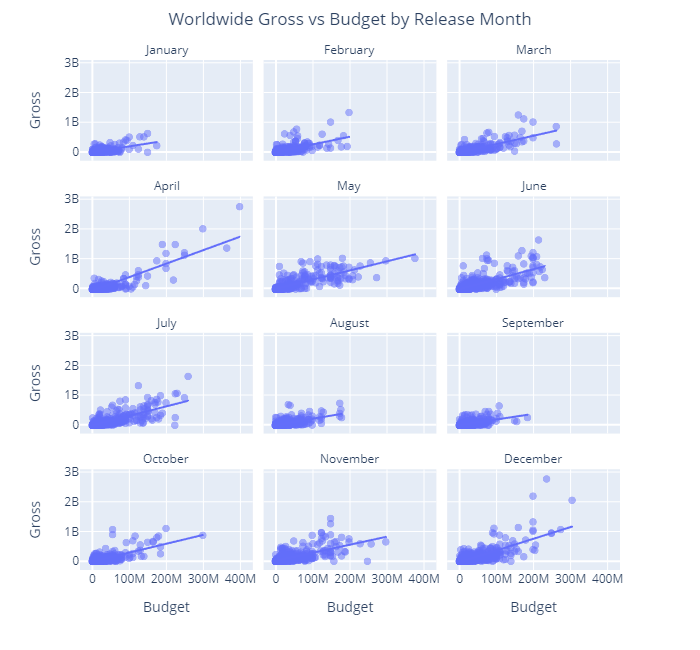 Worldwide Gross vs Budget by Release Month
January February March
3B
2B
1B
0
Gross
April May June
3B
2B
1B
0
Gross
July August September
3B
2B
1B
0
Gross
October November December
3B
2B
1B
0
Gross
0 100M 200M 300M 400M 0 100M 200M 300M 400M 0 100M 200M 300M 400M
Budget Budget Budget